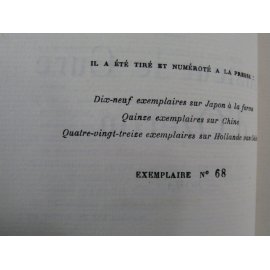 IL A ÉTÉ TIRÉ ET NUMÉROTÉ A LA PRESSE :
Dix-neuf exemplaires sur Japon à la forme
Quinze exemplaires sur Chine
Quatre-vingt-treize exemplaires sur Hollande
EXEMPLAIRE N° 68